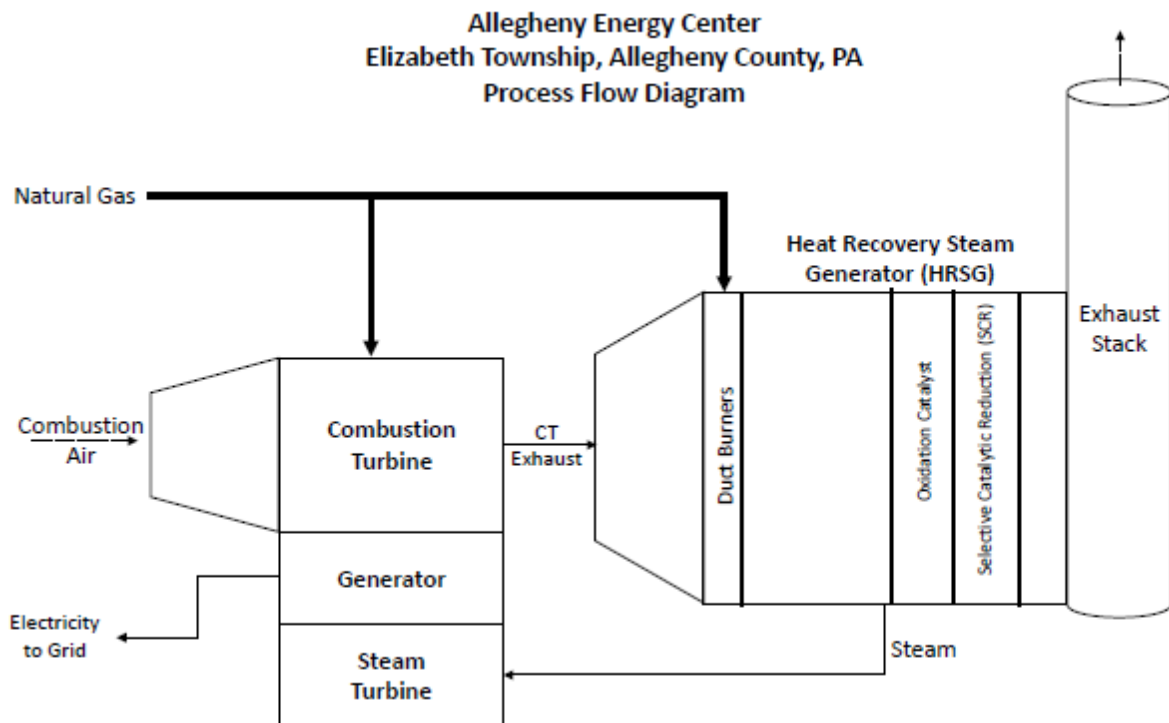 Allegheny Energy Center
Elizabeth Township, Allegheny County, PA
Process Flow Diagram
Natural Gas
Heat Recovery Steam
Generator (HRSG)
Exhaust
Stack
Combustion
Air
Combustion
Turbine
CT
Exhaust
Duct Burners
Oxidation Catalyst
Selective Catalytic Reduction (SCR)
Generator
Electricity
to Grid
Steam
Turbine
Steam